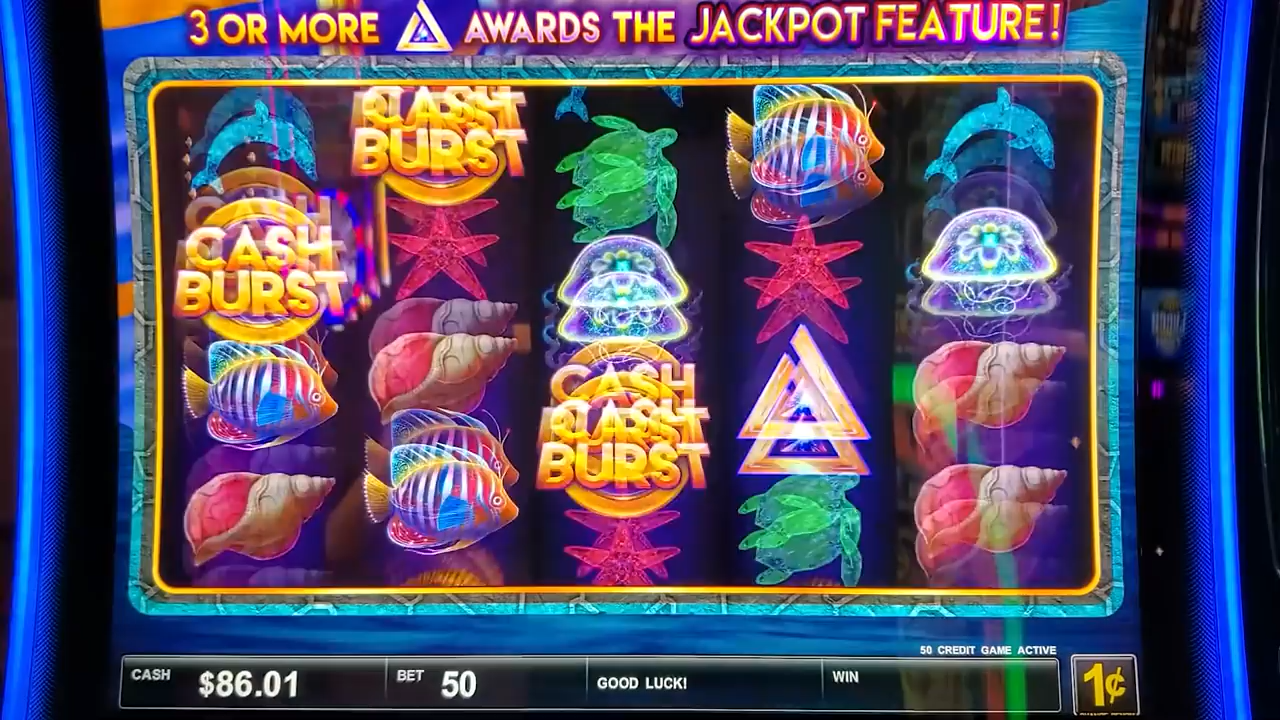 3 OR MORE AWARDS THE JACKPOT FEATURE!
CASH BURST
BURST
CASH
BURST
CASH
CASH
BURST
50 CREDIT GAME ACTIVE
CASH $86.01 BET 50 GOOD LUCK! WIN
1¢